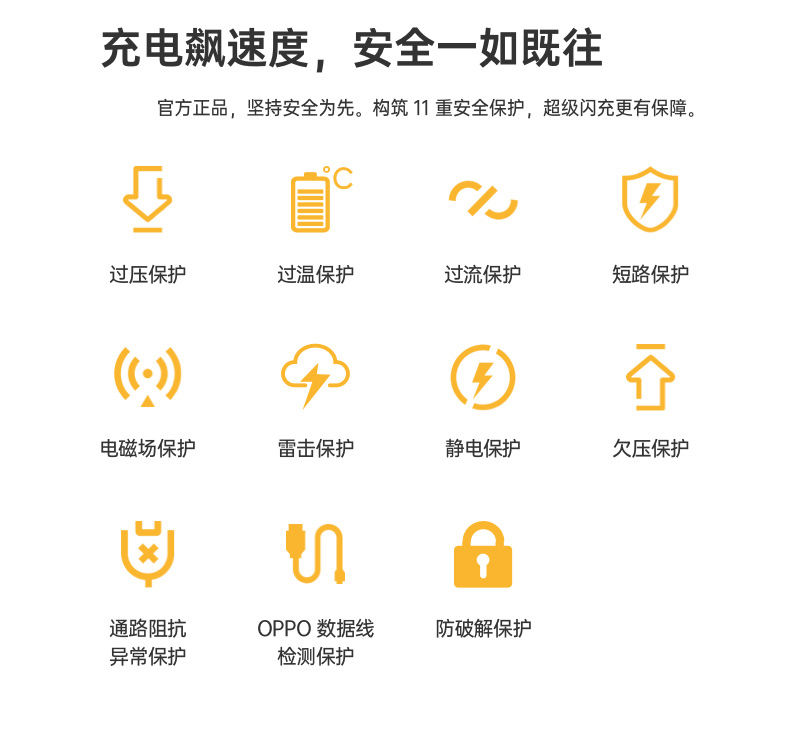 充电飙速度，安全一如既往
官方正品，坚持安全为先。构筑 11 重安全保护，超级闪充更有保障。
°C
过压保护
过温保护
过流保护
短路保护
电磁场保护
雷击保护
静电保护
欠压保护
通路阻抗
异常保护
OPPO 数据线
检测保护
防破解保护